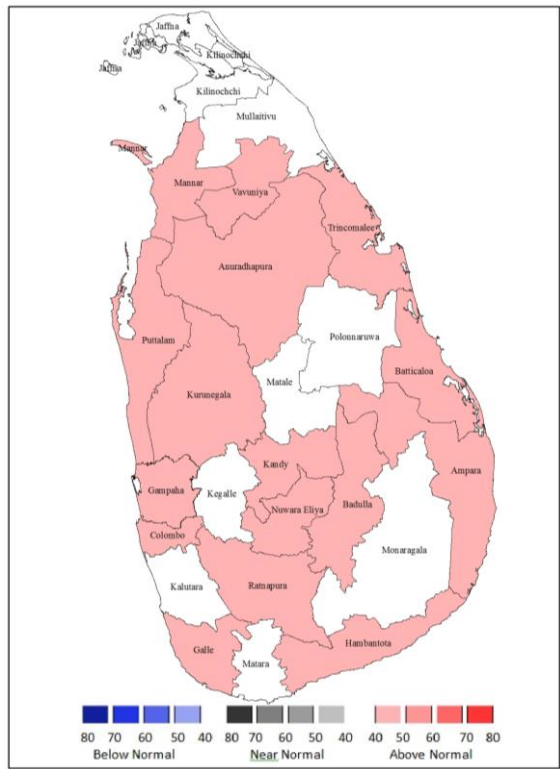 Jaffna
Jaffna
Kilinochchi
Jaffna
Kilinochchi
Mullaitivu
Mannar
Mannar
Vavuniya
Trincomalee
Anuradhapura
Polonnaruwa
Puttalam
Matale
Batticaloa
Kurunegala
Kandy
Ampara
Gampaha
Kegalle
Badulla
Nuwara Eliya
Colombo
Monaragala
Kalutara
Ratnapura
Hambantota
Galle
Matara
80 70 60 50 40 80 70 60 50 40 40 50 60 70 80
Below Normal Near Normal Above Normal